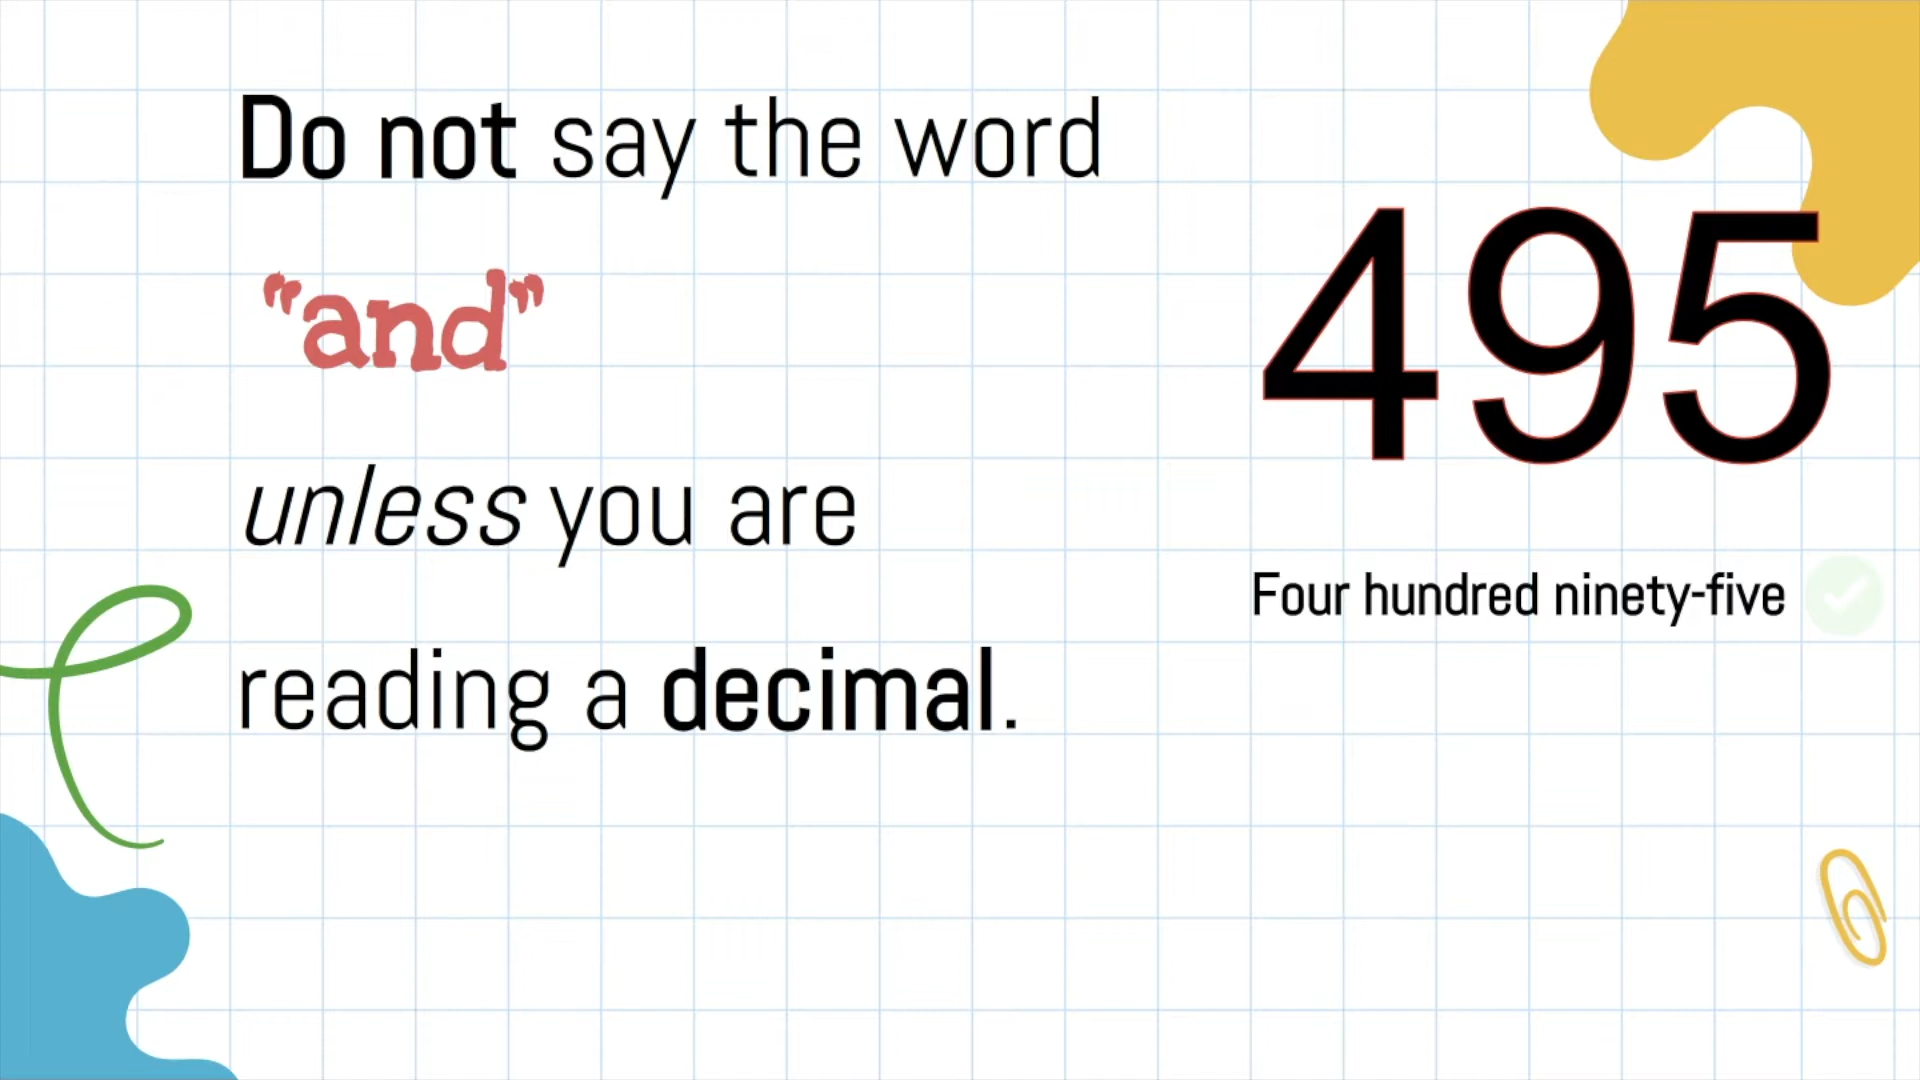 Do not say the word
“and”
unless you are
reading a decimal.
495
Four hundred ninety-five